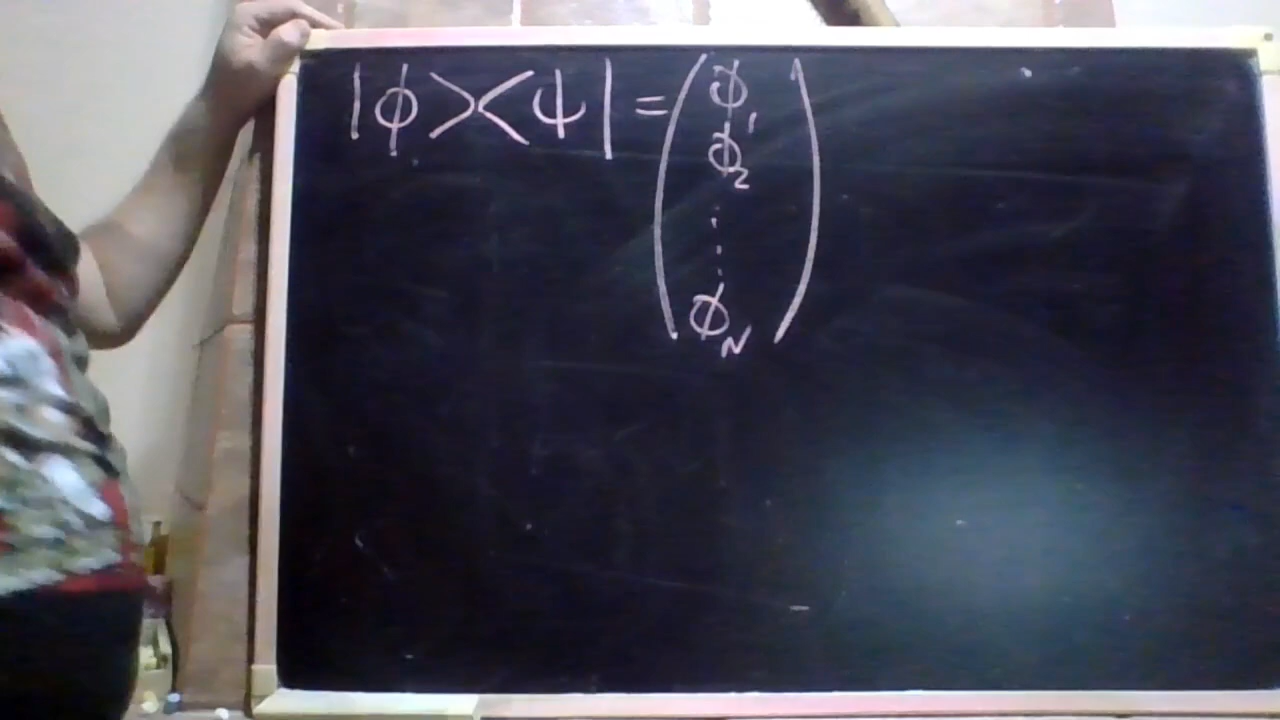 |ϕ><ψ| = (ϕ₁
ϕ₂
⋮
ϕ_N)